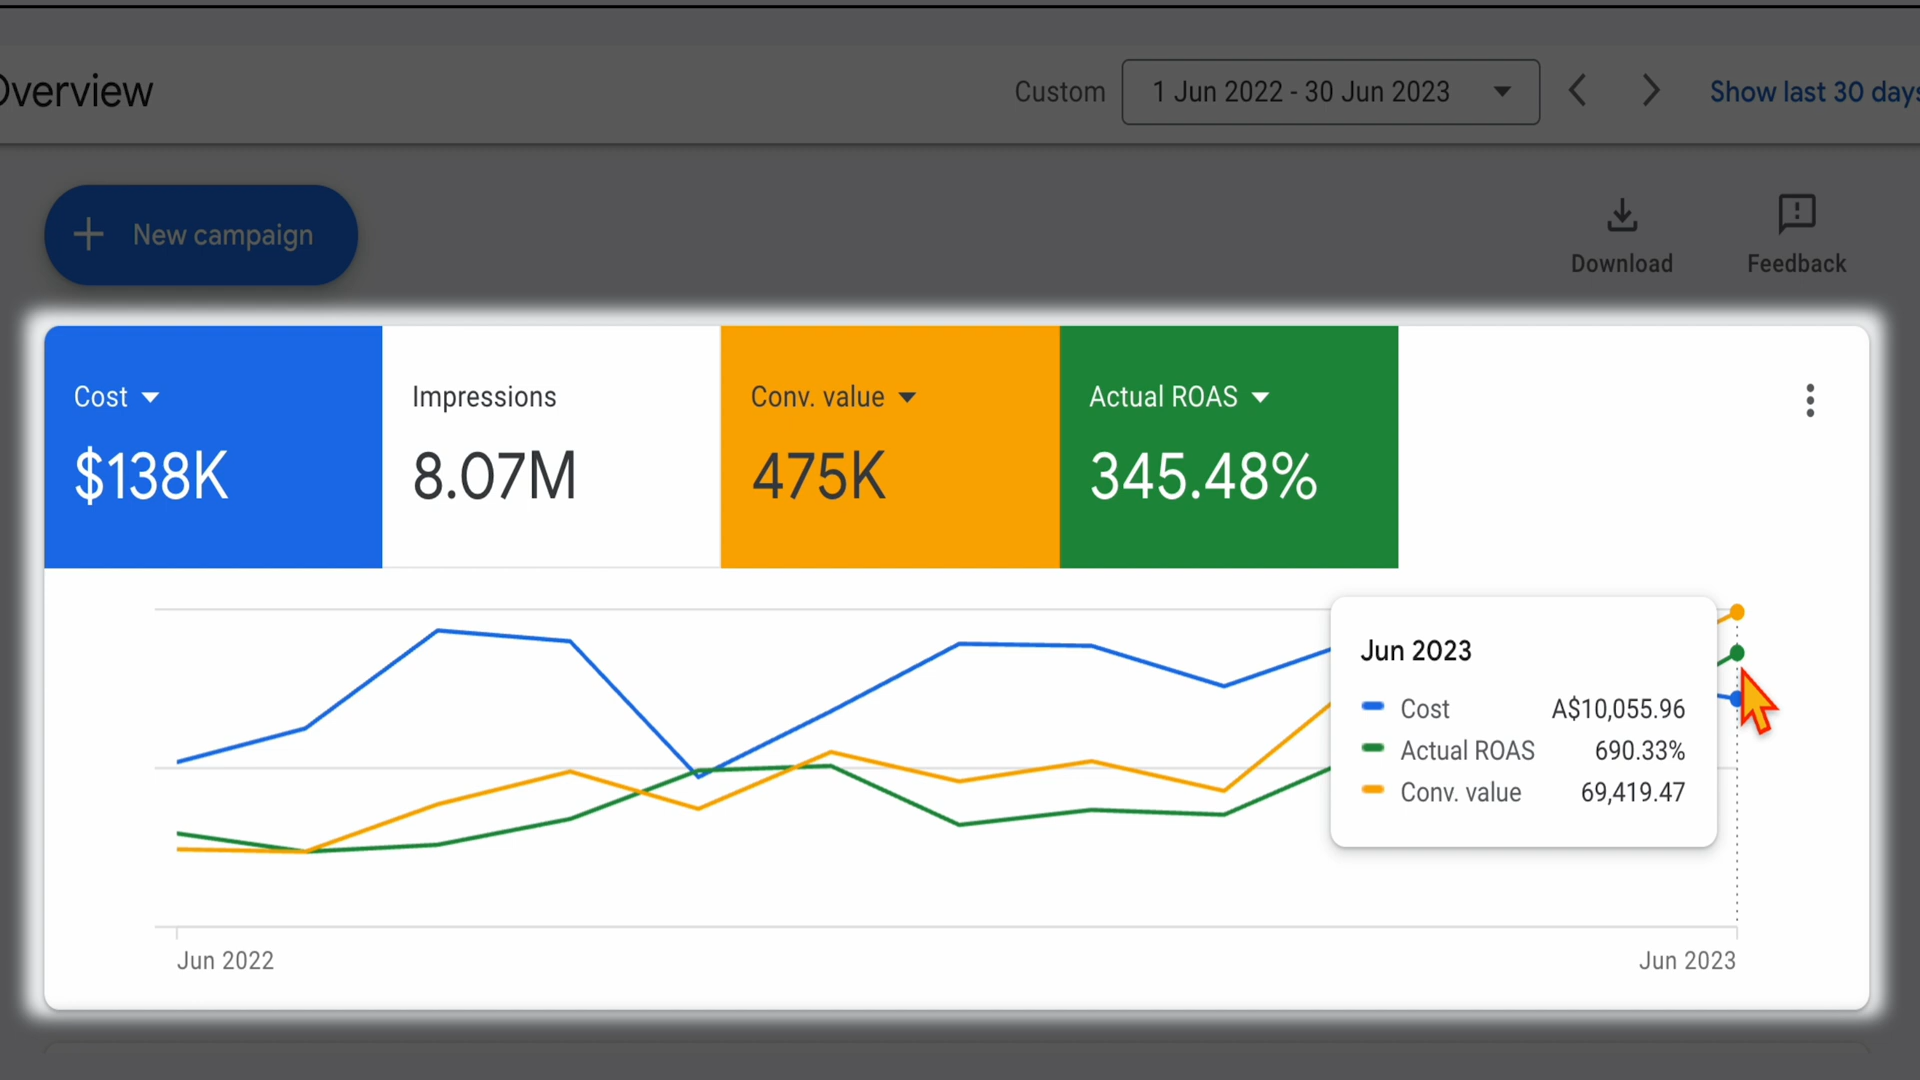 Overview
Custom
1 Jun 2022 - 30 Jun 2023
Show last 30 days
New campaign
Download
Feedback
Cost
$138K
Impressions
8.07M
Conv. value
475K
Actual ROAS
345.48%
Jun 2023
Cost A$10,055.96
Actual ROAS 690.33%
Conv. value 69,419.47
Jun 2022
Jun 2023